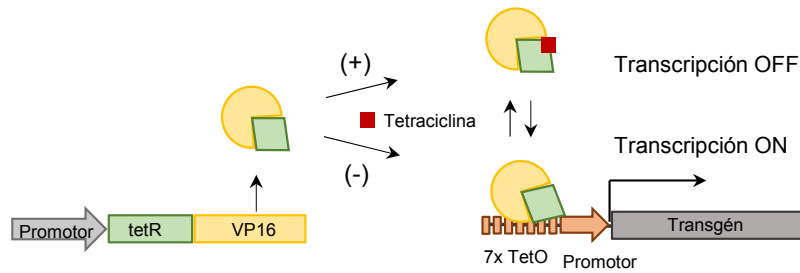 (+)
Transcripción OFF
Tetraciclina
Transcripción ON
(-)
Promotor
tetR
VP16
Transgén
7x TetO
Promotor